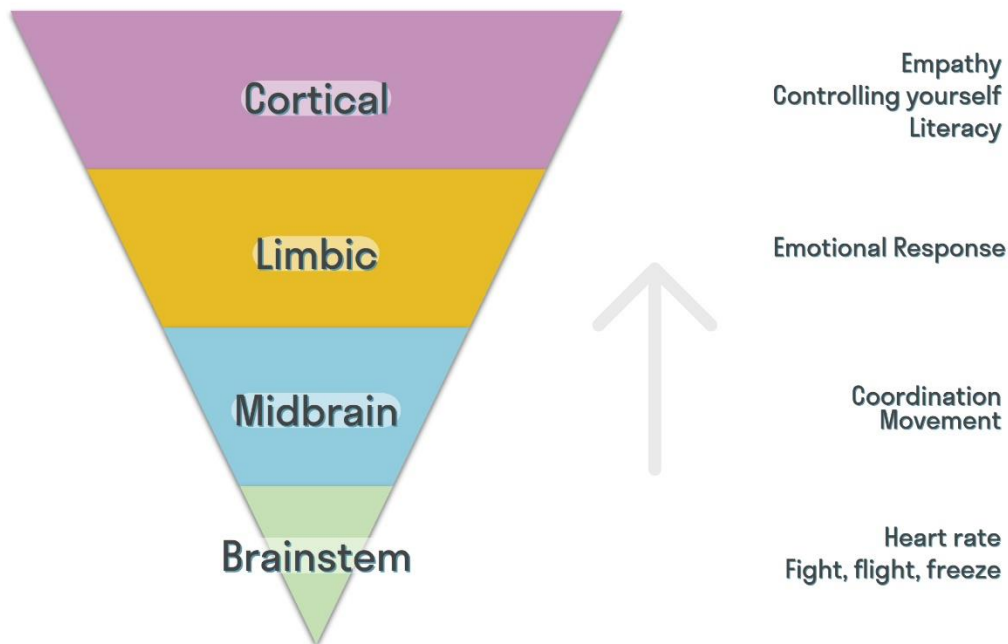 Cortical
Empathy
Controlling yourself
Literacy
Limbic
Emotional Response
Midbrain
Coordination
Movement
Brainstem
Heart rate
Fight, flight, freeze